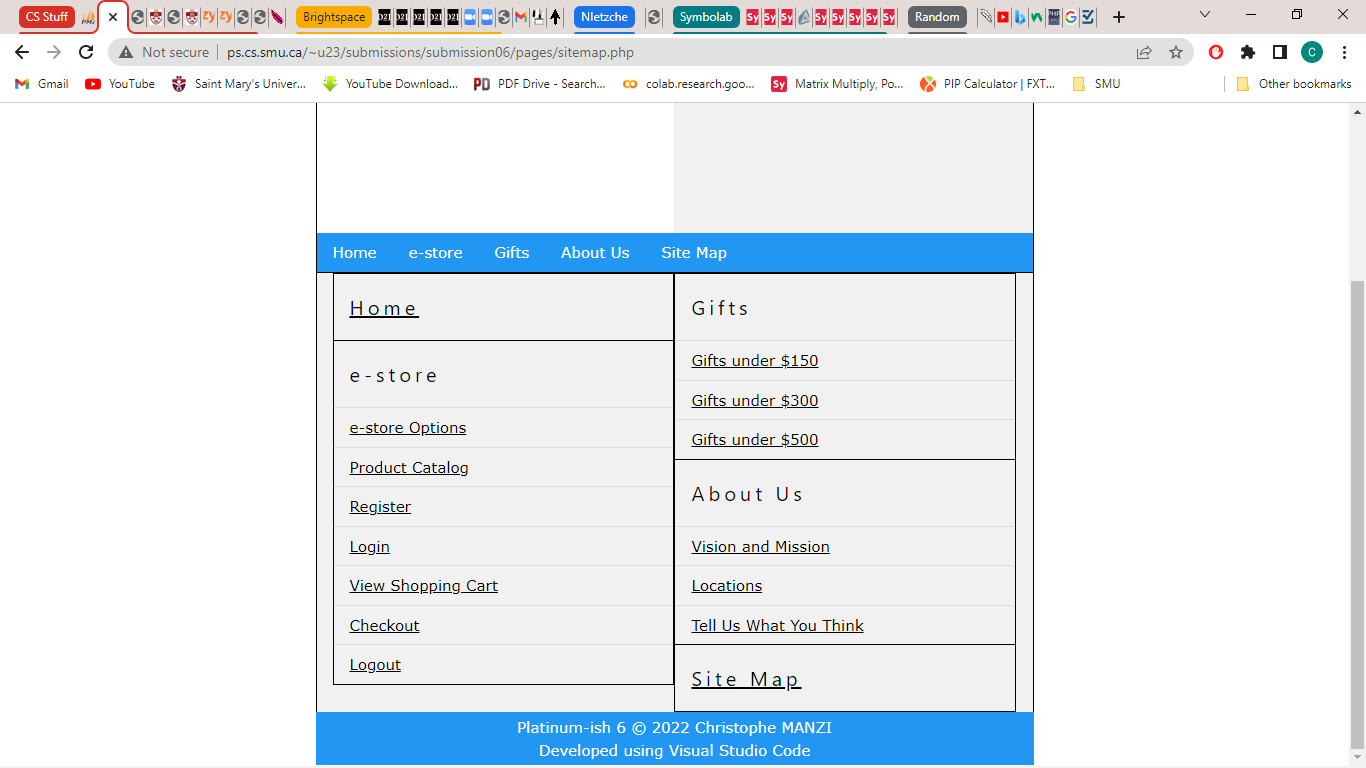 CS Stuff
Brightspace
NIetzche
Symbolab
Random
Not secure | ps.cs.smu.ca/~u23/submissions/submission06/pages/sitemap.php
C
Gmail YouTube Saint Mary's Univer... YouTube Download... PDF Drive - Search... colab.research.goo... Matrix Multiply, Po... PIP Calculator | FXT... SMU Other bookmarks
Home e-store Gifts About Us Site Map
Home
e-store
e-store Options
Product Catalog
Register
Login
View Shopping Cart
Checkout
Logout
Gifts
Gifts under $150
Gifts under $300
Gifts under $500
About Us
Vision and Mission
Locations
Tell Us What You Think
Site Map
Platinum-ish 6 © 2022 Christophe MANZI
Developed using Visual Studio Code